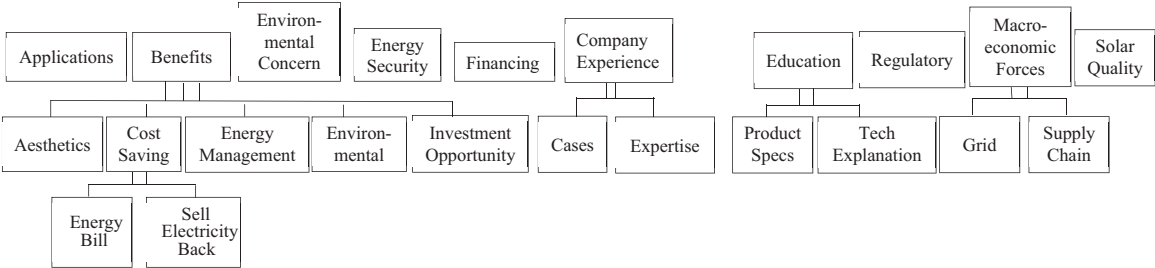 Applications
Benefits
Environ-
mental
Concern
Energy
Security
Financing
Company
Experience
Education
Regulatory
Macro-
economic
Forces
Solar
Quality
Aesthetics
Cost
Saving
Energy
Management
Environ-
mental
Investment
Opportunity
Cases
Expertise
Product
Specs
Tech
Explanation
Grid
Supply
Chain
Energy
Bill
Sell
Electricity
Back